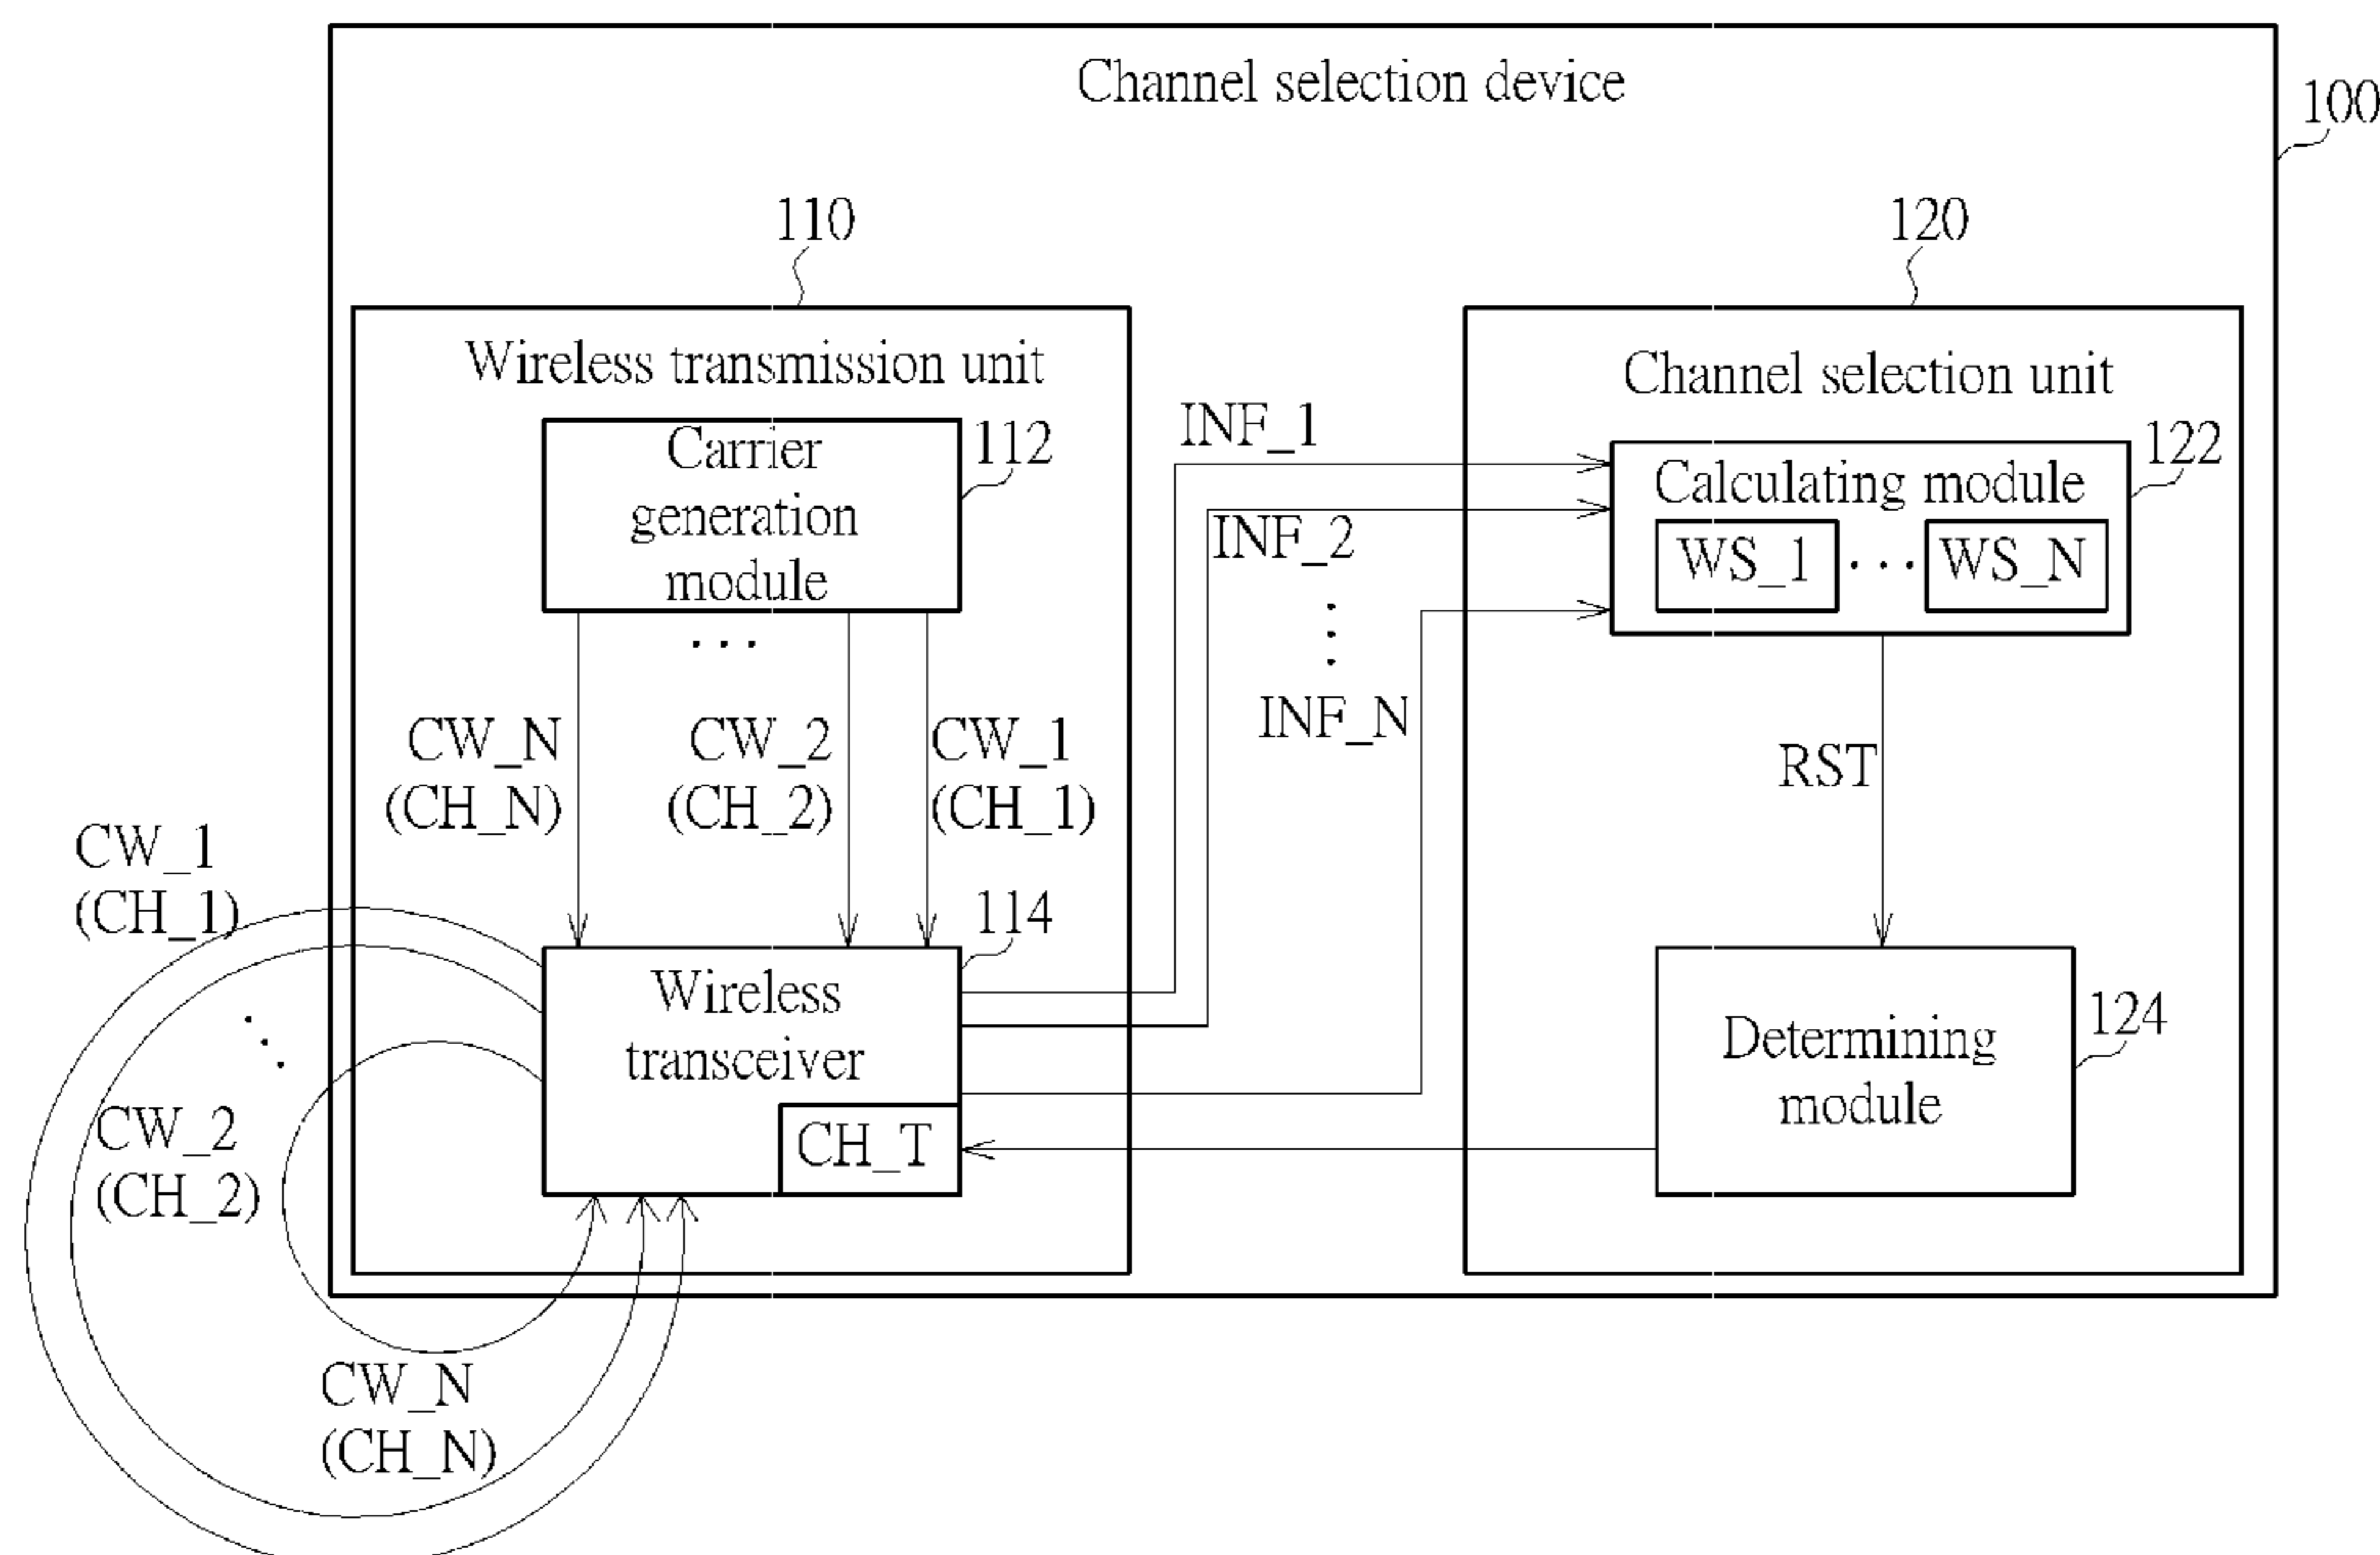 Channel selection device
100
110
120
Wireless transmission unit
Channel selection unit
Carrier
generation
module
112
INF_1
INF_2
INF_N
122
Calculating module
WS_1 ... WS_N
...
CW_N
(CH_N)
CW_2
(CH_2)
CW_1
(CH_1)
RST
CW_1
(CH_1)
114
Wireless
transceiver
CH_T
124
Determining
module
CW_2
(CH_2)
CW_N
(CH_N)